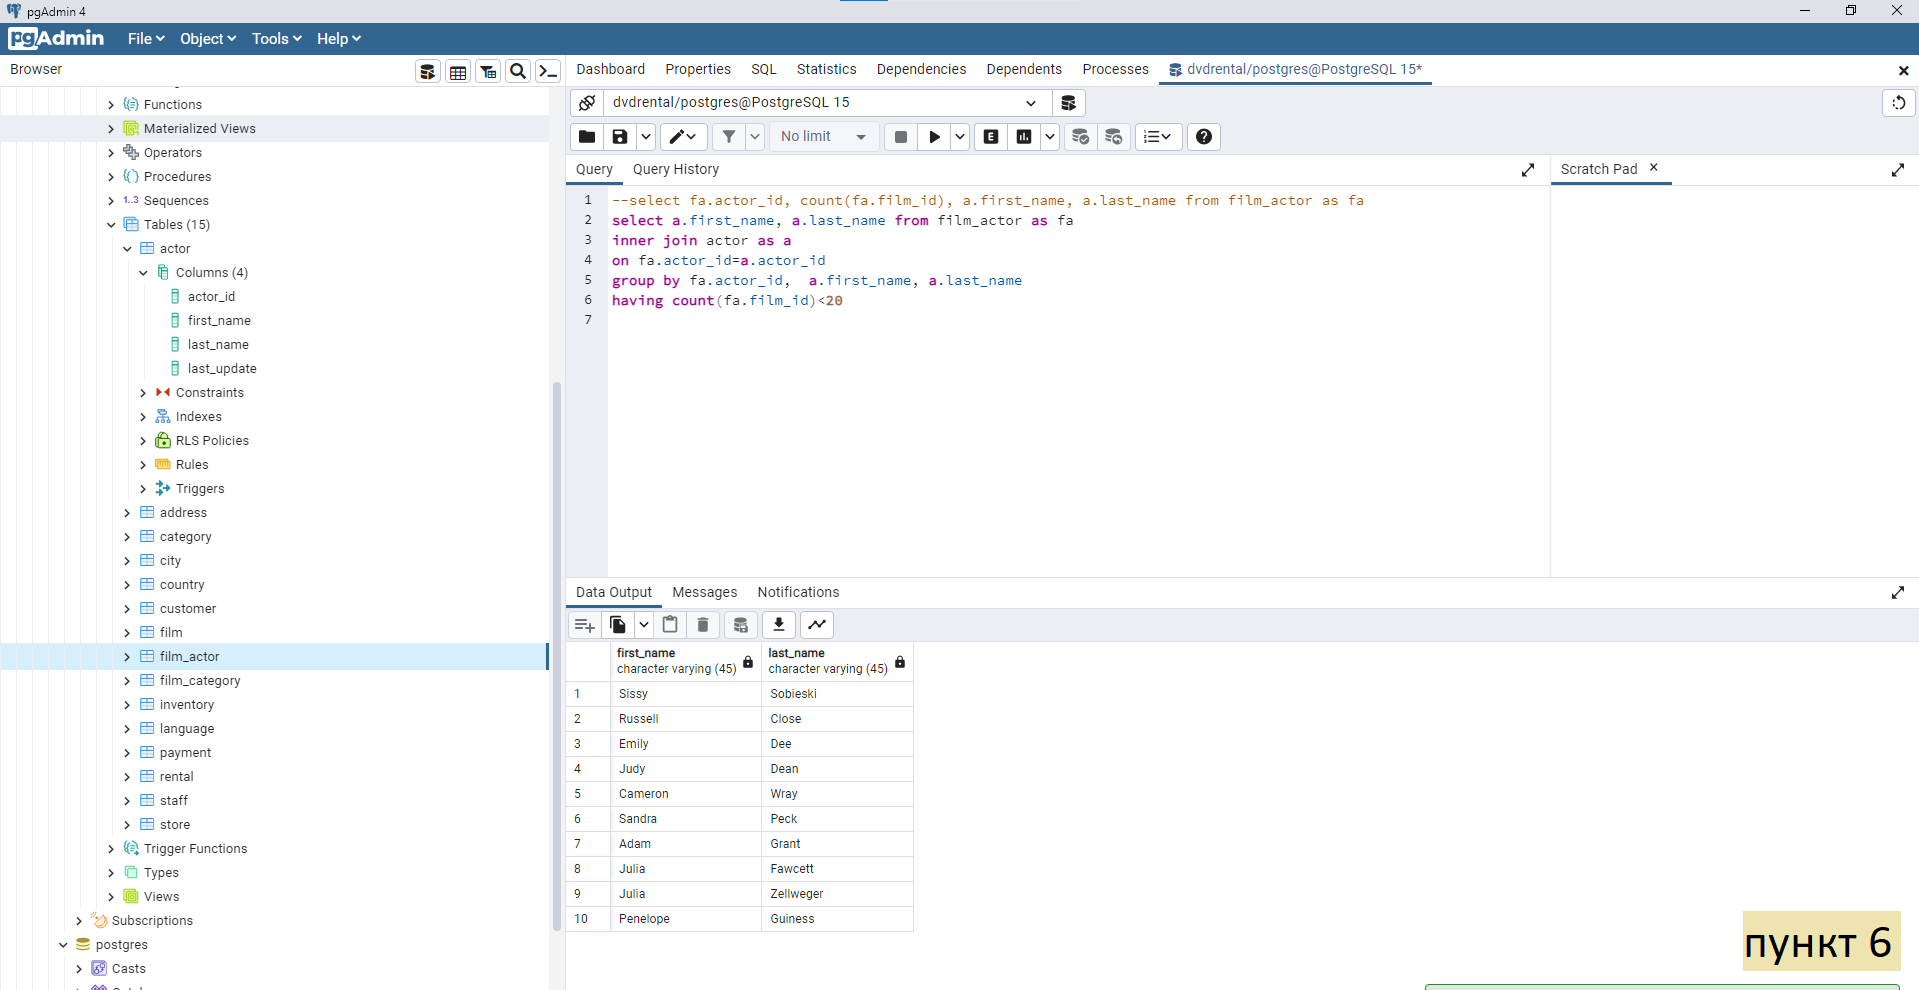 pgAdmin 4
pgAdmin File Object Tools Help
Browser
Functions
Materialized Views
Operators
Procedures
1..3 Sequences
Tables (15)
actor
Columns (4)
actor_id
first_name
last_name
last_update
Constraints
Indexes
RLS Policies
Rules
Triggers
address
category
city
country
customer
film
film_actor
film_category
inventory
language
payment
rental
staff
store
Trigger Functions
Types
Views
Subscriptions
postgres
Casts
Dashboard Properties SQL Statistics Dependencies Dependents Processes dvdrental/postgres@PostgreSQL 15*
dvdrental/postgres@PostgreSQL 15
No limit E
Query Query History
Scratch Pad
1 --select fa.actor_id, count(fa.film_id), a.first_name, a.last_name from film_actor as fa
2 select a.first_name, a.last_name from film_actor as fa
3 inner join actor as a
4 on fa.actor_id=a.actor_id
5 group by fa.actor_id,  a.first_name, a.last_name
6 having count(fa.film_id)<20
7
Data Output Messages Notifications
first_name last_name
character varying (45) character varying (45)
1 Sissy Sobieski
2 Russell Close
3 Emily Dee
4 Judy Dean
5 Cameron Wray
6 Sandra Peck
7 Adam Grant
8 Julia Fawcett
9 Julia Zellweger
10 Penelope Guiness
пункт 6